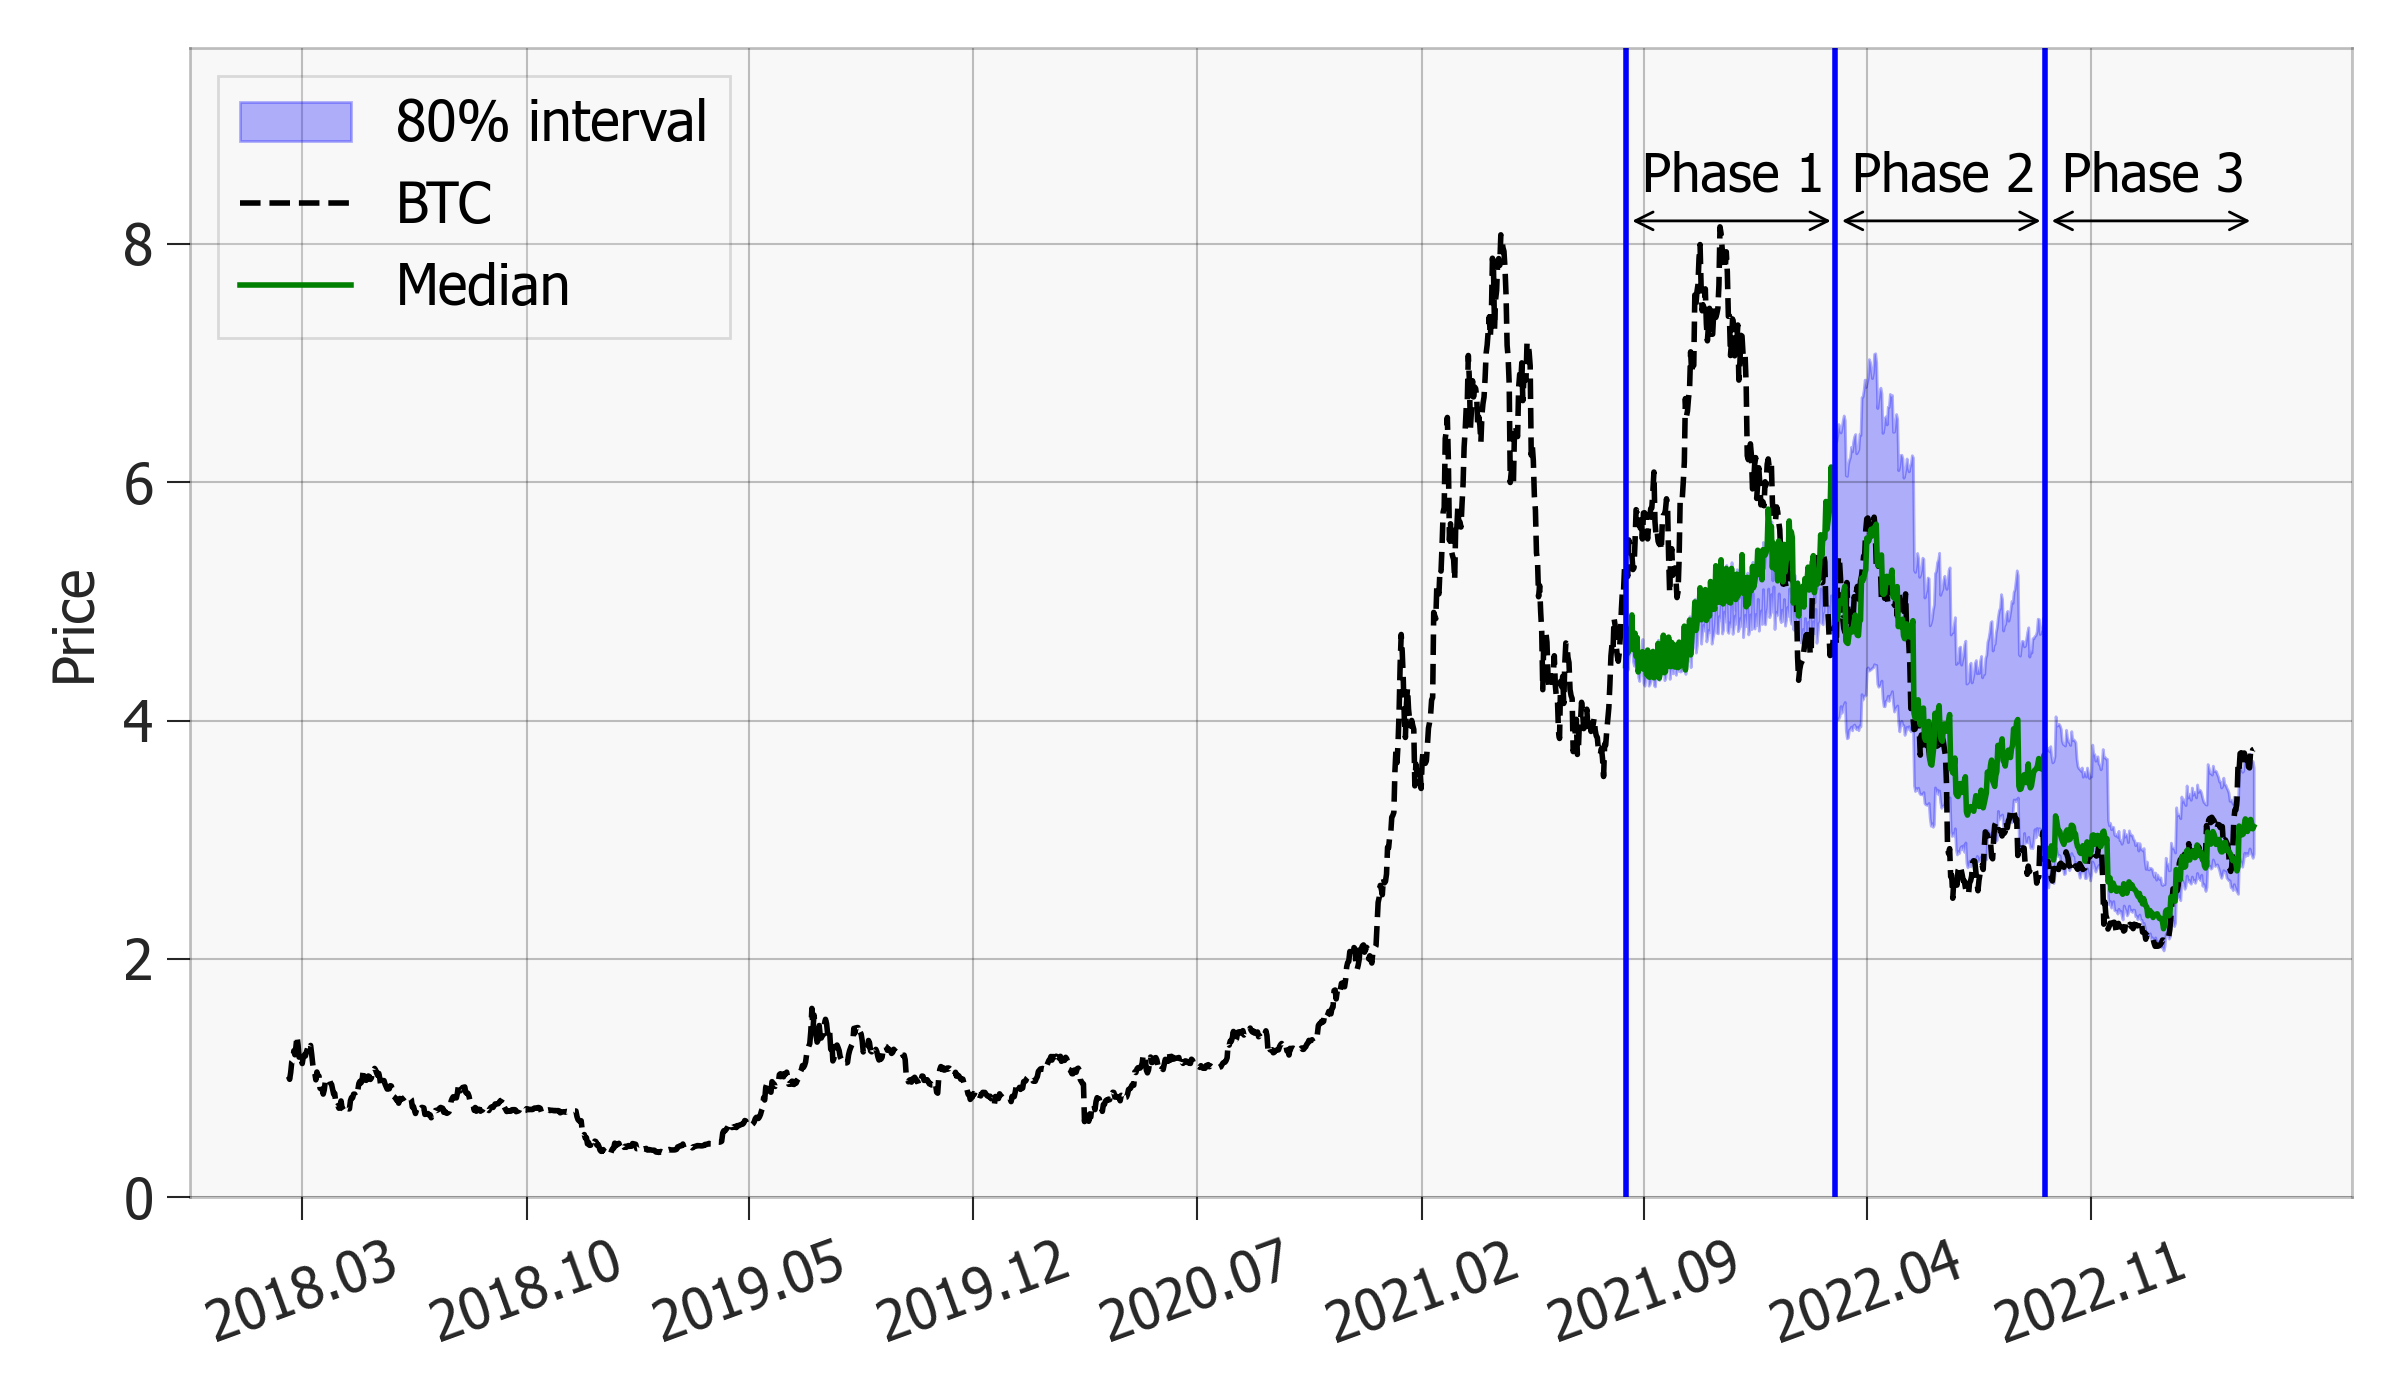 80% interval
BTC
Median
Phase 1
Phase 2
Phase 3
Price
8
6
4
2
0
2018.03
2018.10
2019.05
2019.12
2020.07
2021.02
2021.09
2022.04
2022.11